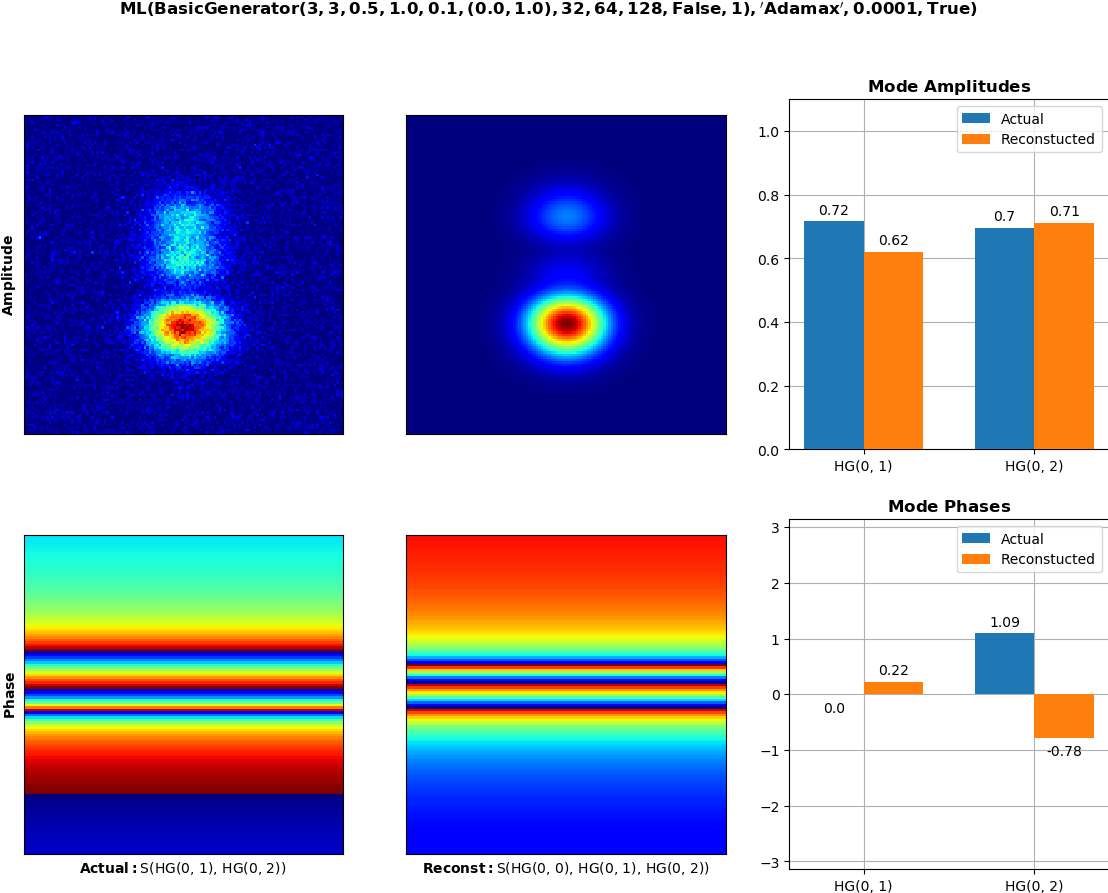 ML(BasicGenerator(3, 3, 0.5, 1.0, 0.1, (0.0, 1.0), 32, 64, 128, False, 1), ′Adamax′, 0.0001, True)
Amplitude
Mode Amplitudes
Actual
Reconstucted
1.0
0.8
0.6
0.4
0.2
0.0
0.72
0.62
0.7
0.71
HG(0, 1)
HG(0, 2)
Phase
Actual: S(HG(0, 1), HG(0, 2))
Reconst: S(HG(0, 0), HG(0, 1), HG(0, 2))
Mode Phases
Actual
Reconstucted
3
2
1
0
−1
−2
−3
0.0
0.22
1.09
-0.78
HG(0, 1)
HG(0, 2)